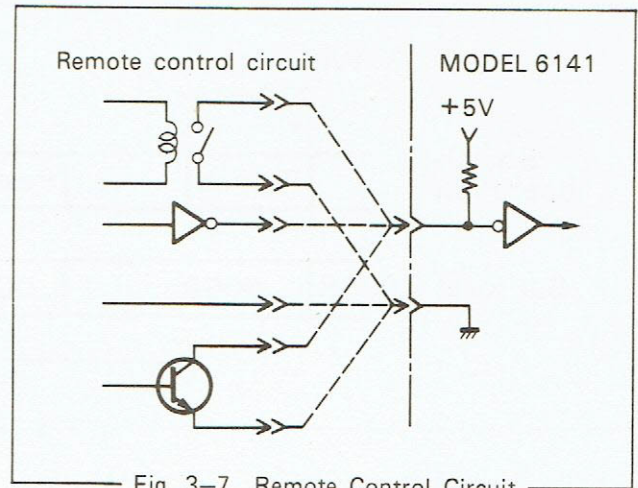 Remote control circuit
MODEL 6141
+5V
Fig. 3-7 Remote Control Circuit